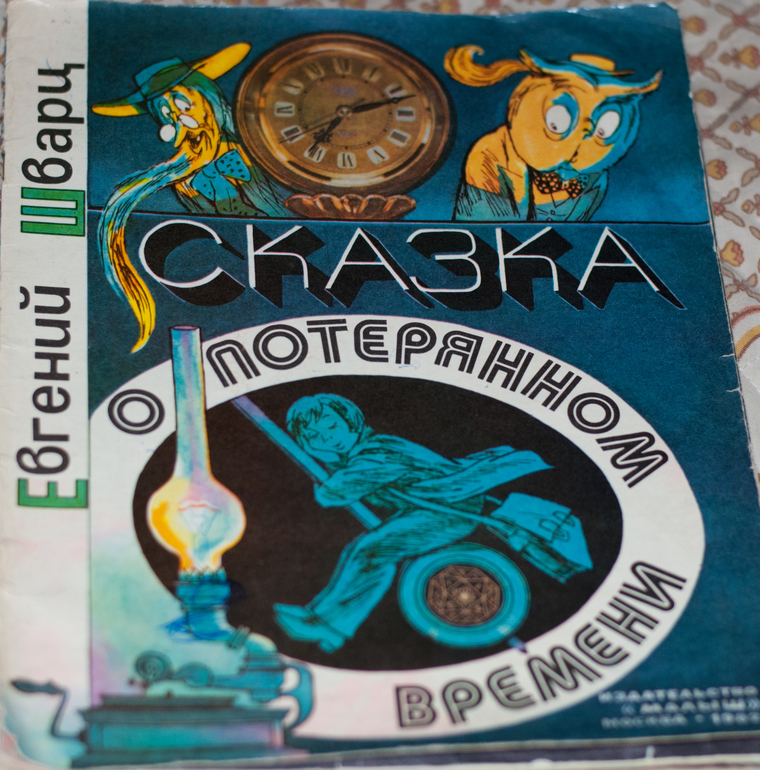 Евгений Шварц
СКАЗКА
О ПОТЕРЯННОМ
ВРЕМЕНИ
ИЗДАТЕЛЬСТВО
«МАЛЫШ»
МОСКВА •